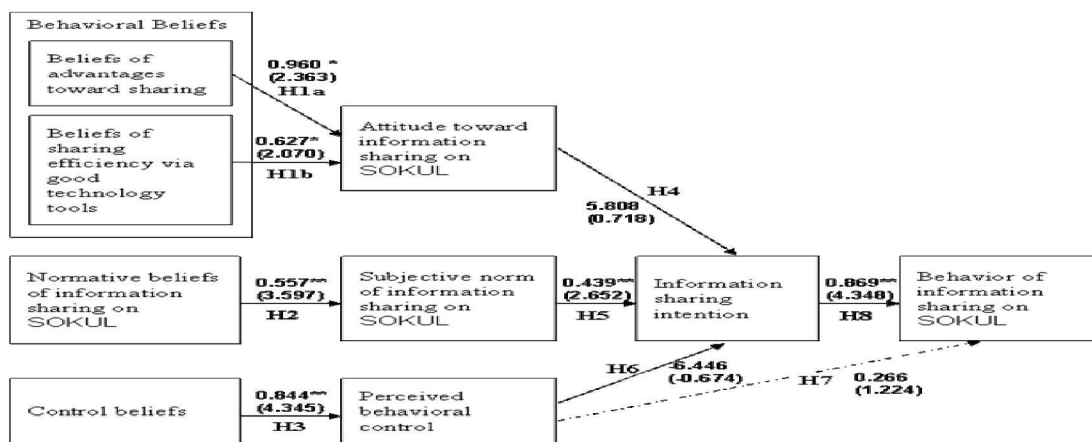 Behavioral Beliefs
Beliefs of
advantages
toward sharing
0.960 *
(2.363)
H1a
Beliefs of
sharing
efficiency via
good
technology
tools
0.627*
(2.070)
H1b
Attitude toward
information
sharing on
SOKUL
H4
5.808
(0.718)
Normative beliefs
of information
sharing on
SOKUL
0.557**
(3.597)
H2
Subjective norm
of information
sharing on
SOKUL
0.439**
(2.652)
H5
Information
sharing
intention
0.869**
(4.348)
H8
Behavior of
information
sharing on
SOKUL
Control beliefs
0.844**
(4.345)
H3
Perceived
behavioral
control
H6
-6.446
(-0.674)
H7
0.266
(1.224)